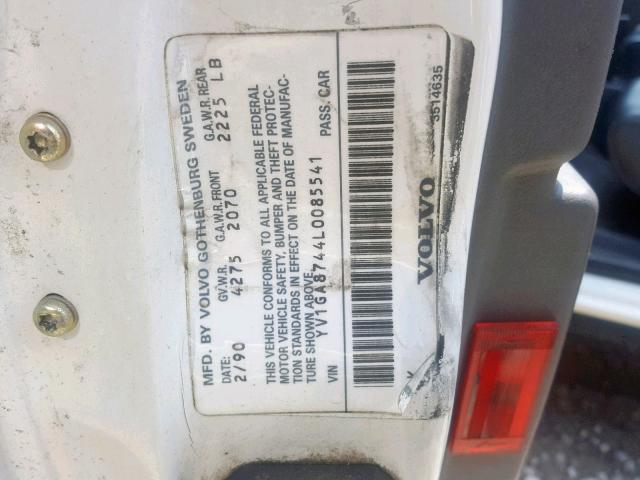 MFD. BY VOLVO GOTHENBURG SWEDEN
DATE: GV.W.R. G.A.W.R. FRONT G.A.W.R. REAR
2/90 4275 2070 2225 LB
THIS VEHICLE CONFORMS TO ALL APPLICABLE FEDERAL
MOTOR VEHICLE SAFETY, BUMPER AND THEFT PROTEC-
TION STANDARDS IN EFFECT ON THE DATE OF MANUFAC-
TURE SHOWN ABOVE.
VIN YV1GA8744L0085541 PASS. CAR
VOLVO 3514635